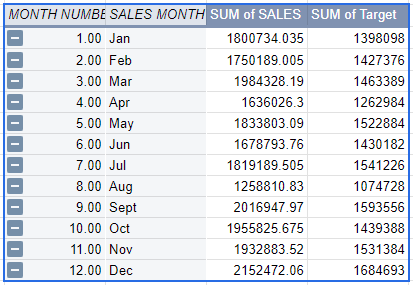 MONTH NUMBE SALES MONTH SUM of SALES SUM of Target
1.00 Jan 1800734.035 1398098
2.00 Feb 1750189.005 1427376
3.00 Mar 1984328.19 1463389
4.00 Apr 1636026.3 1262984
5.00 May 1833803.09 1522884
6.00 Jun 1678793.76 1430182
7.00 Jul 1819189.505 1541226
8.00 Aug 1258810.83 1074728
9.00 Sept 2016947.97 1593556
10.00 Oct 1955825.675 1439388
11.00 Nov 1932883.52 1531384
12.00 Dec 2152472.06 1684693